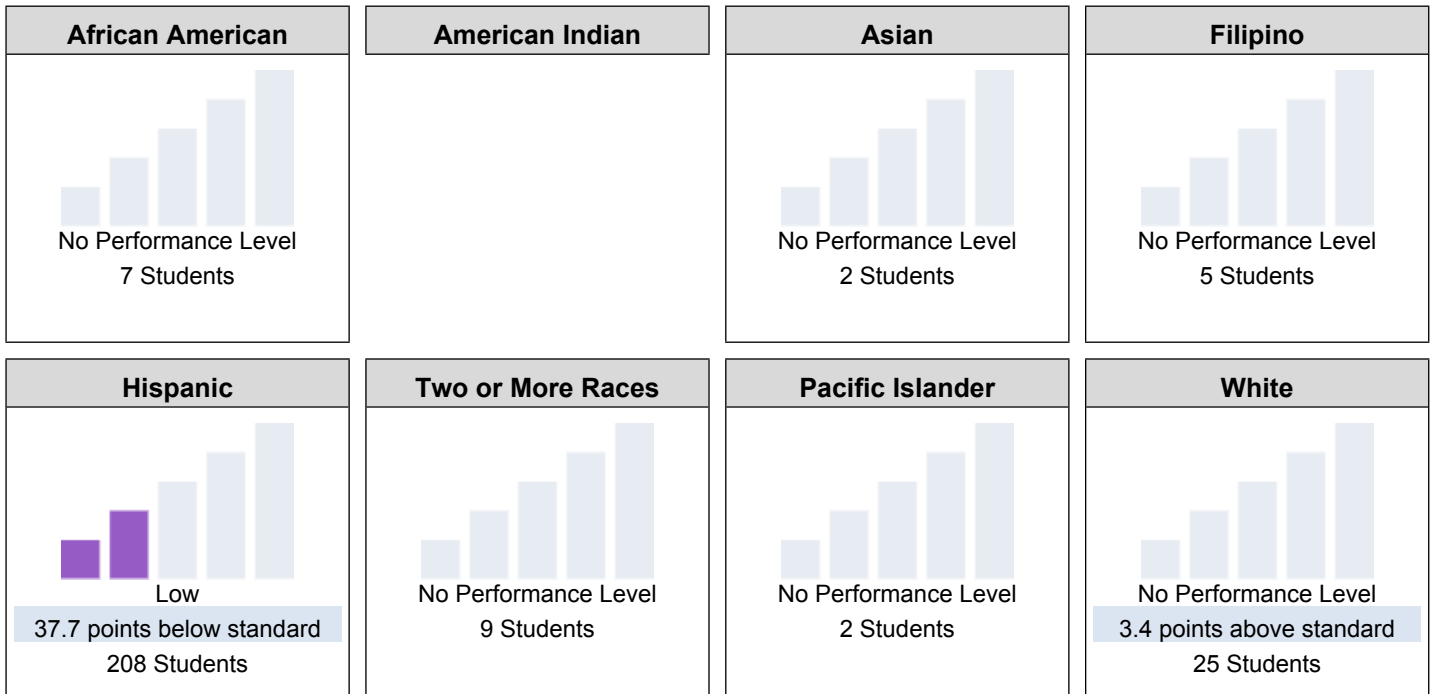 African American
No Performance Level
7 Students
American Indian
Asian
No Performance Level
2 Students
Filipino
No Performance Level
5 Students
Hispanic
Low
37.7 points below standard
208 Students
Two or More Races
No Performance Level
9 Students
Pacific Islander
No Performance Level
2 Students
White
No Performance Level
3.4 points above standard
25 Students